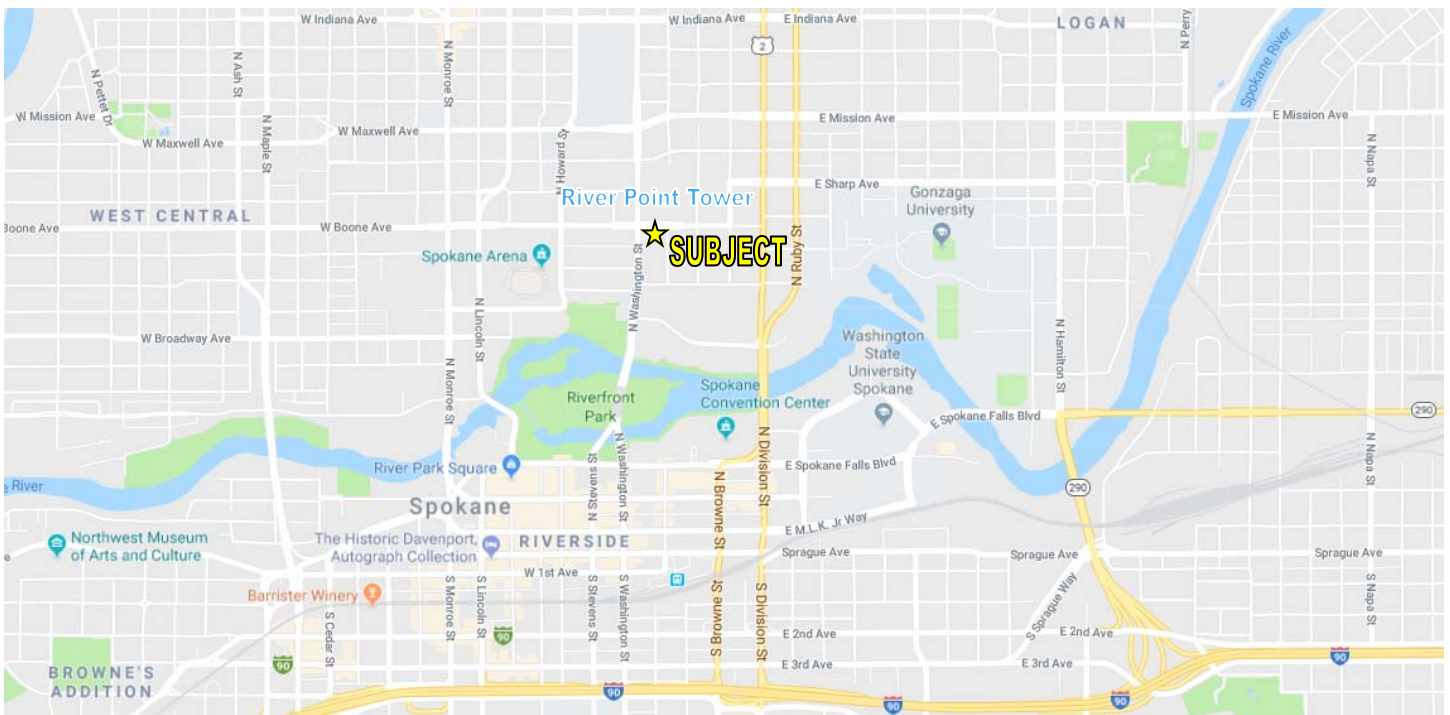 W Indiana Ave
W Indiana Ave
E Indiana Ave
LOGAN
N Perry
2
N Monroe St
N Ash St
N Pettet Dr
Spokane River
W Mission Ave
E Mission Ave
E Mission Ave
N Maple St
W Maxwell Ave
W Maxwell Ave
N Howard St
N Napa St
E Sharp Ave
River Point Tower
Gonzaga
University
WEST CENTRAL
Boone Ave
W Boone Ave
SUBJECT
Spokane Arena
N Washington St
N Ruby St
N Lincoln St
W Broadway Ave
N Monroe St
Washington
State
University
Spokane
N Hamilton St
Spokane
Convention Center
Riverfront
Park
E Spokane Falls Blvd
290
N Division St
N Washington St
N Stevens St
N Napa St
River Park Square
E Spokane Falls Blvd
e River
N Browne St
290
Spokane
E M.L.K. Jr Way
Northwest Museum
of Arts and Culture
The Historic Davenport,
Autograph Collection
RIVERSIDE
Sprague Ave
Sprague Ave
Sprague Ave
e
W 1st Ave
Barrister Winery
S Monroe St
S Lincoln St
S Stevens St
S Washington St
S Browne St
S Division St
S Sprague Way
S Napa St
S Cedar St
90
E 2nd Ave
E 2nd Ave
90
E 3rd Ave
E 3rd Ave
90
BROWNE'S
ADDITION
90
90
90